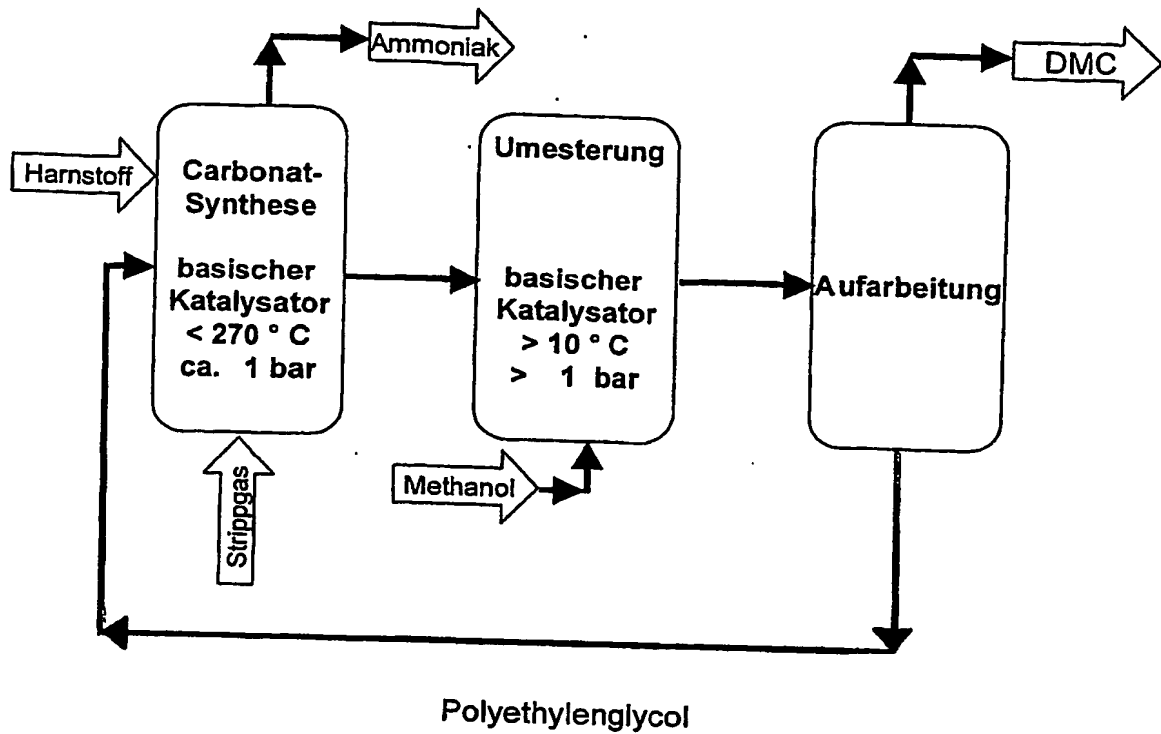 Ammoniak
DMC
Harnstoff
Carbonat-
Synthese
basischer
Katalysator
< 270 ° C
ca. 1 bar
Umesterung
basischer
Katalysator
> 10 ° C
> 1 bar
Aufarbeitung
Strippgas
Methanol
Polyethylenglycol